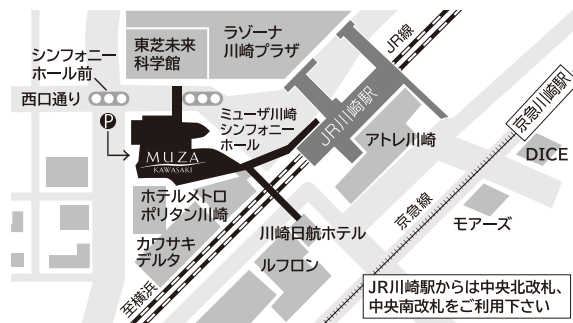 ラゾーナ
川崎プラザ
東芝未来
科学館
シンフォニー
ホール前
西口通り
P
ミューザ川崎
シンフォニー
ホール
MUZA
KAWASAKI
JR線
JR川崎駅
アトレ川崎
京急川崎駅
DICE
京急線
モアーズ
ホテルメトロ
ポリタン川崎
カワサキ
デルタ
川崎日航ホテル
ルフロン
至横浜
JR川崎駅からは中央北改札、
中央南改札をご利用下さい